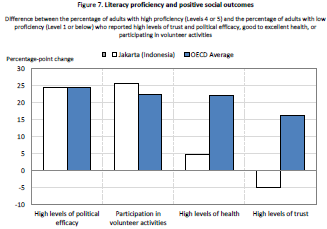 Figure 7. Literacy proficiency and positive social outcomes
Difference between the percentage of adults with high proficiency (Levels 4 or 5) and the percentage of adults with low
proficiency (Level 1 or below) who reported high levels of trust and political efficacy, good to excellent health, or
participating in volunteer activities
Jakarta (Indonesia) OECD Average
Percentage-point change
30
25
20
15
10
5
0
-5
-10
High levels of political
efficacy
Participation in
volunteer activities
High levels of health
High levels of trust